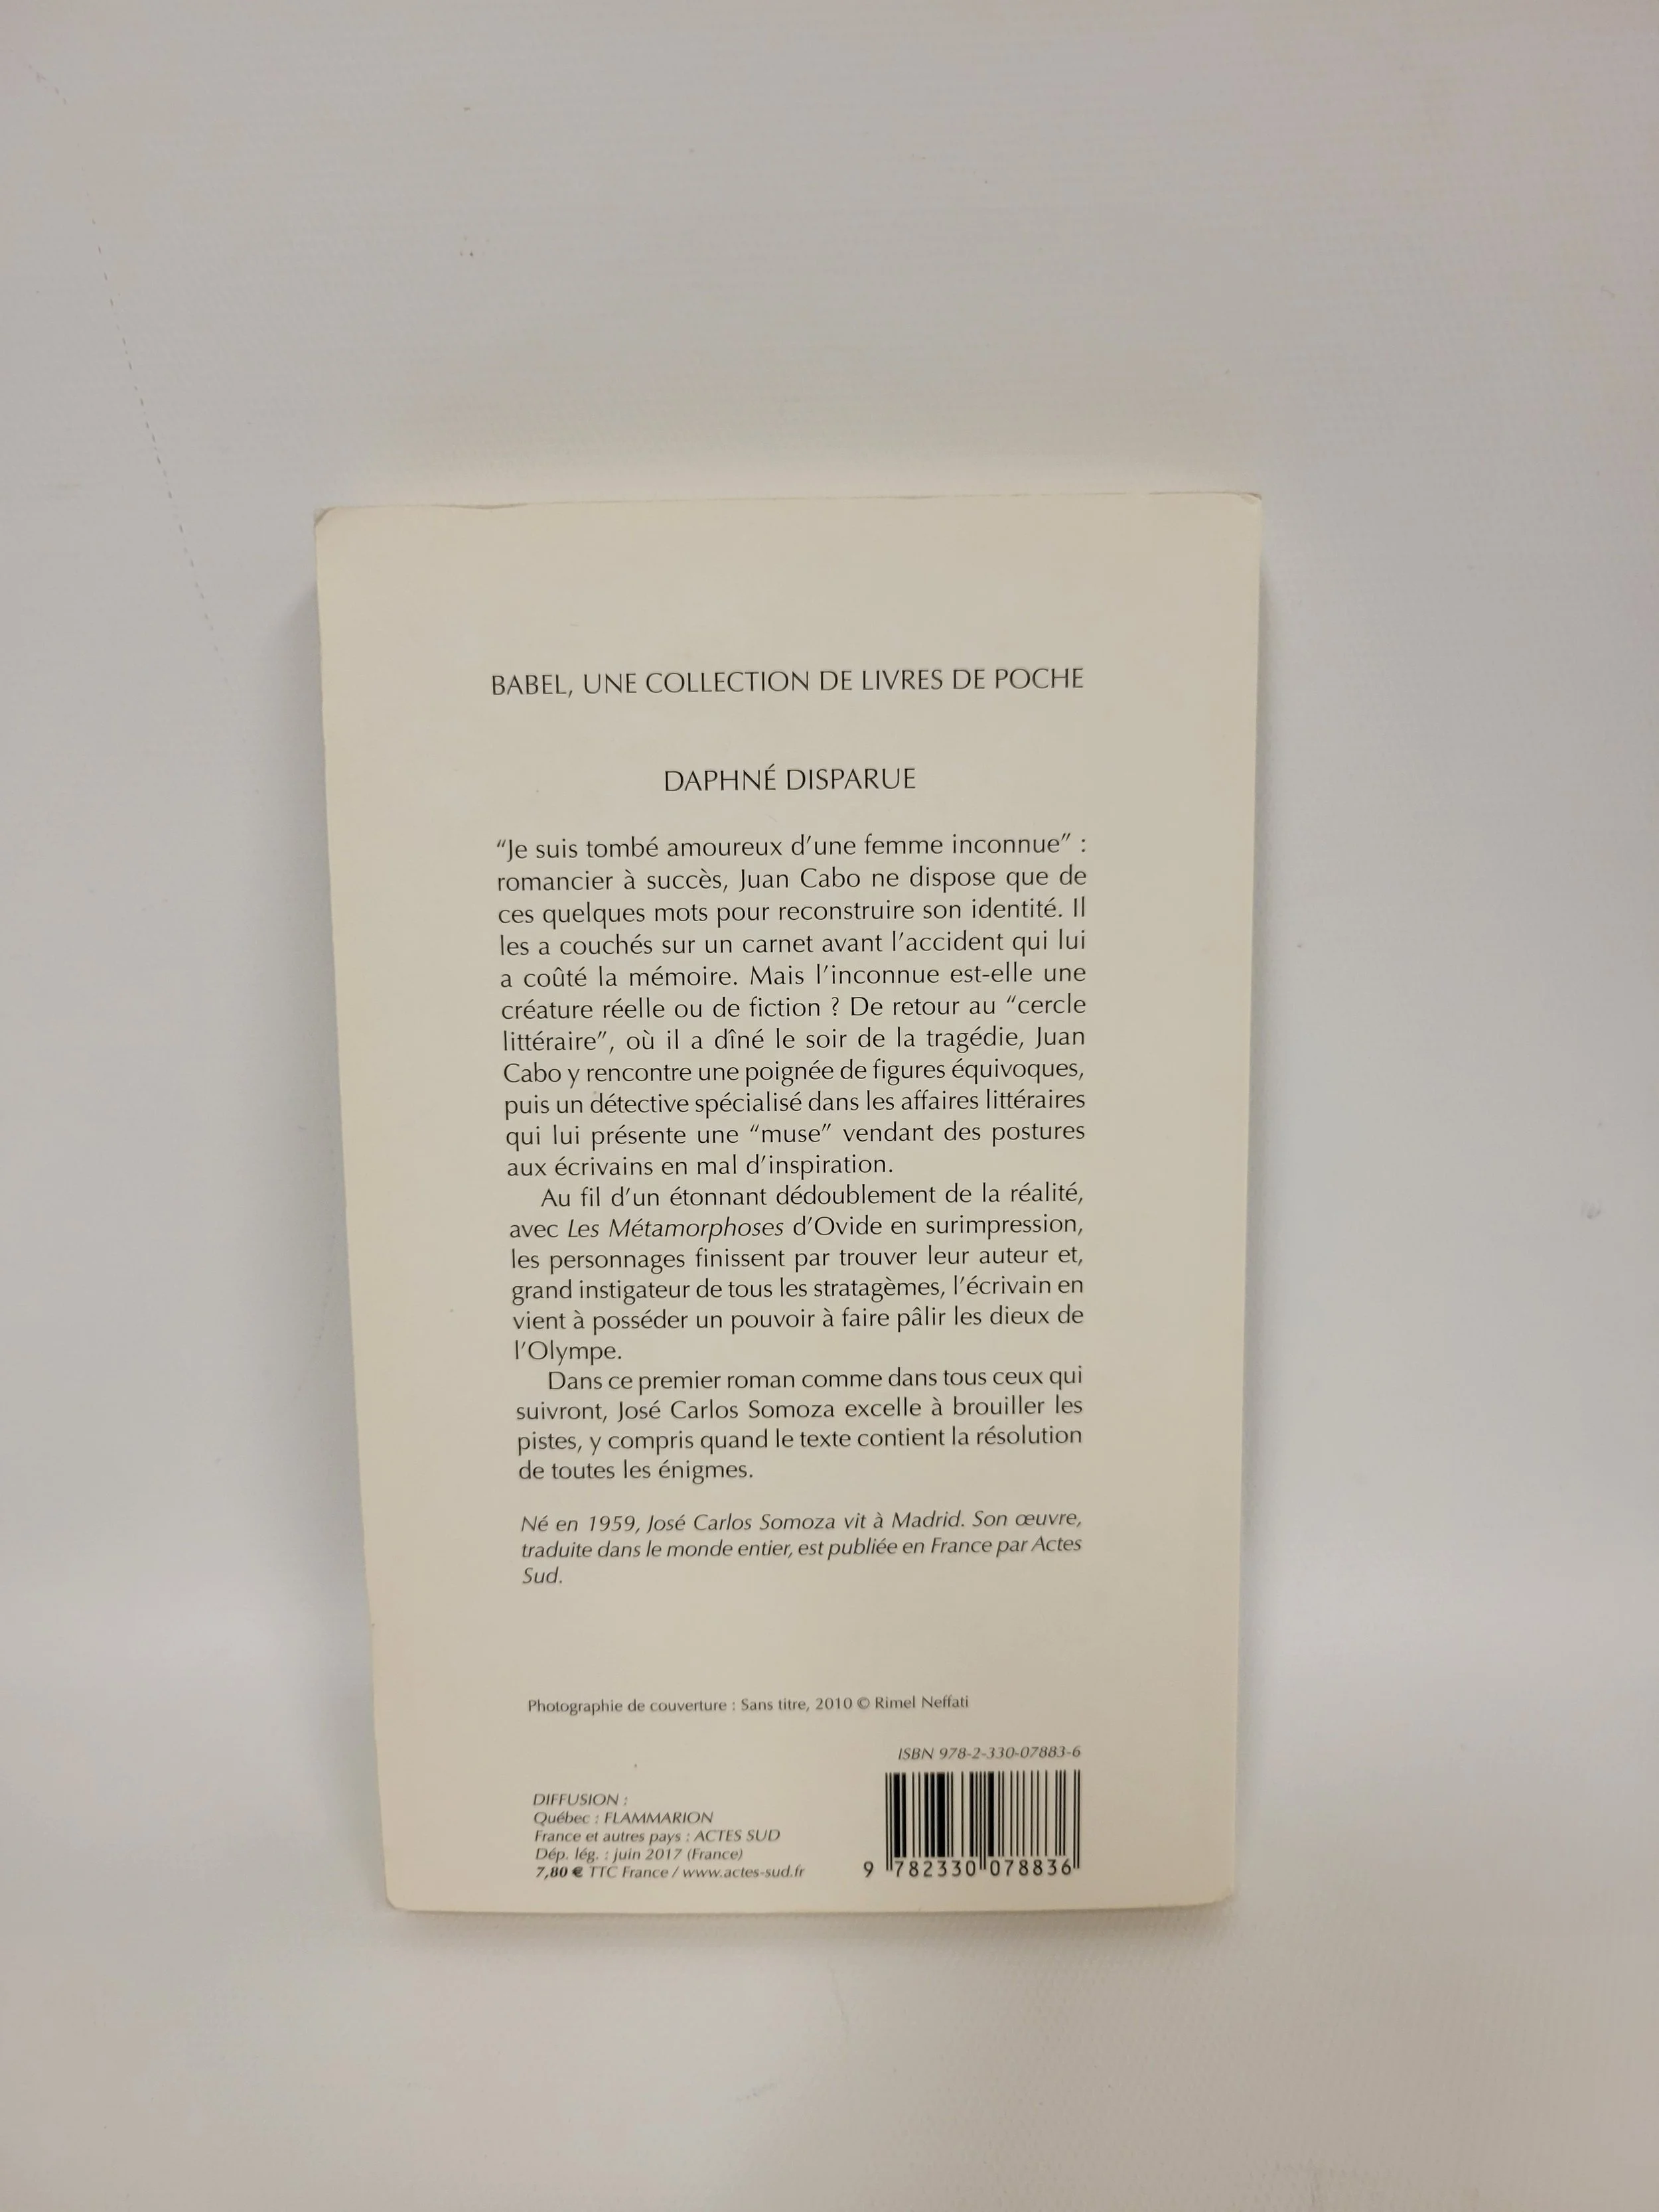 BABEL, UNE COLLECTION DE LIVRES DE POCHE
DAPHNÉ DISPARUE
“Je suis tombé amoureux d’une femme inconnue” :
romancier à succès, Juan Cabo ne dispose que de
ces quelques mots pour reconstruire son identité. Il
les a couchés sur un carnet avant l’accident qui lui
a coûté la mémoire. Mais l’inconnue est-elle une
créature réelle ou de fiction ? De retour au “cercle
littéraire”, où il a dîné le soir de la tragédie, Juan
Cabo y rencontre une poignée de figures équivoques,
puis un détective spécialisé dans les affaires littéraires
qui lui présente une “muse” vendant des postures
aux écrivains en mal d’inspiration.
Au fil d’un étonnant dédoublement de la réalité,
avec Les Métamorphoses d’Ovide en surimpression,
les personnages finissent par trouver leur auteur et,
grand instigateur de tous les stratagèmes, l’écrivain en
vient à posséder un pouvoir à faire pâlir les dieux de
l’Olympe.
Dans ce premier roman comme dans tous ceux qui
suivront, José Carlos Somoza excelle à brouiller les
pistes, y compris quand le texte contient la résolution
de toutes les énigmes.
Né en 1959, José Carlos Somoza vit à Madrid. Son œuvre,
traduite dans le monde entier, est publiée en France par Actes
Sud.
Photographie de couverture : Sans titre, 2010 © Rimel Neffati
ISBN 978-2-330-07883-6
DIFFUSION :
Québec : FLAMMARION
France et autres pays : ACTES SUD
Dép. lég. : juin 2017 (France)
7,80 € TTC France / www.actes-sud.fr
9 782330 078836